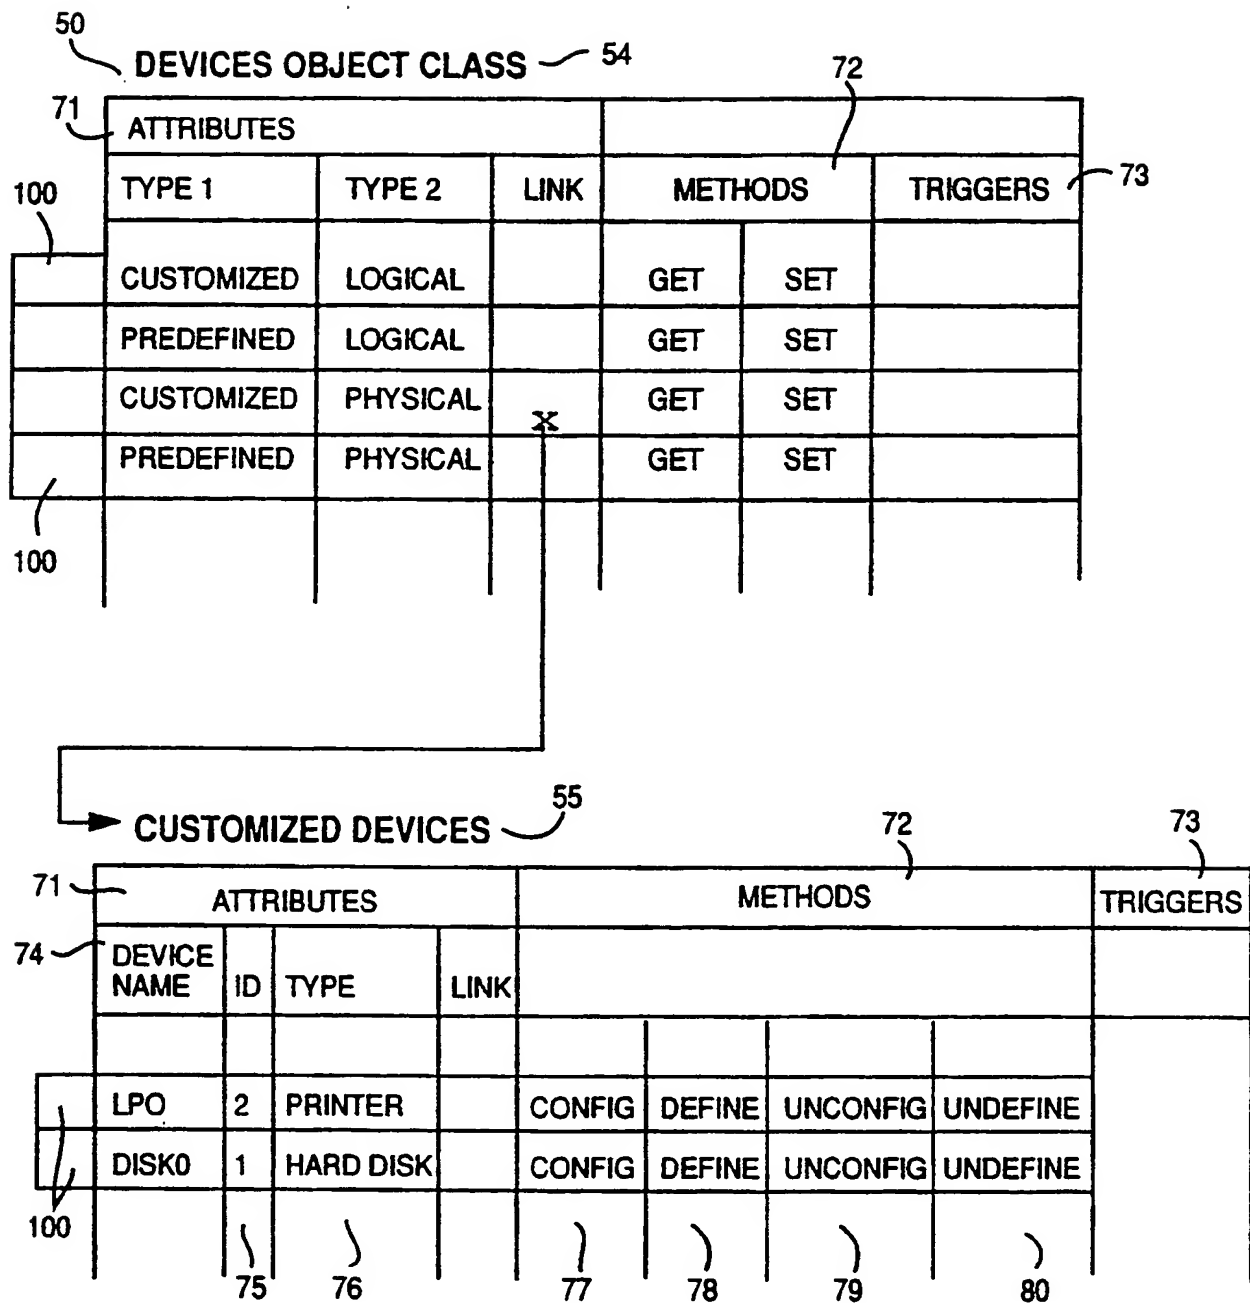 50
DEVICES OBJECT CLASS 54
72
71 ATTRIBUTES
100 TYPE 1 TYPE 2 LINK METHODS TRIGGERS 73
CUSTOMIZED LOGICAL GET SET
PREDEFINED LOGICAL GET SET
CUSTOMIZED PHYSICAL GET SET
X
PREDEFINED PHYSICAL GET SET
100
55
CUSTOMIZED DEVICES
72 73
71 ATTRIBUTES METHODS TRIGGERS
74 DEVICE
NAME ID TYPE LINK
LPO 2 PRINTER CONFIG DEFINE UNCONFIG UNDEFINE
DISK0 1 HARD DISK CONFIG DEFINE UNCONFIG UNDEFINE
100
75 76 77 78 79 80